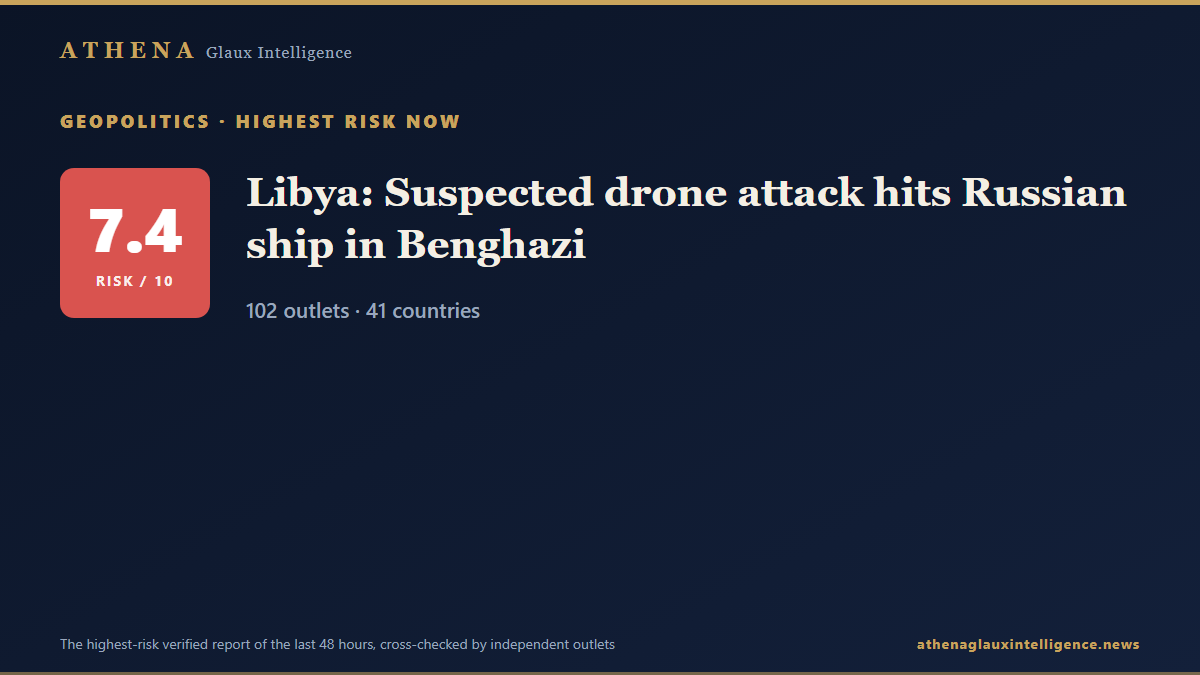 ATHENA Glaux Intelligence
GEOPOLITICS · HIGHEST RISK NOW
7.4
RISK / 10
Libya: Suspected drone attack hits Russian
ship in Benghazi
102 outlets · 41 countries
The highest-risk verified report of the last 48 hours, cross-checked by independent outlets
athenaglauxintelligence.news